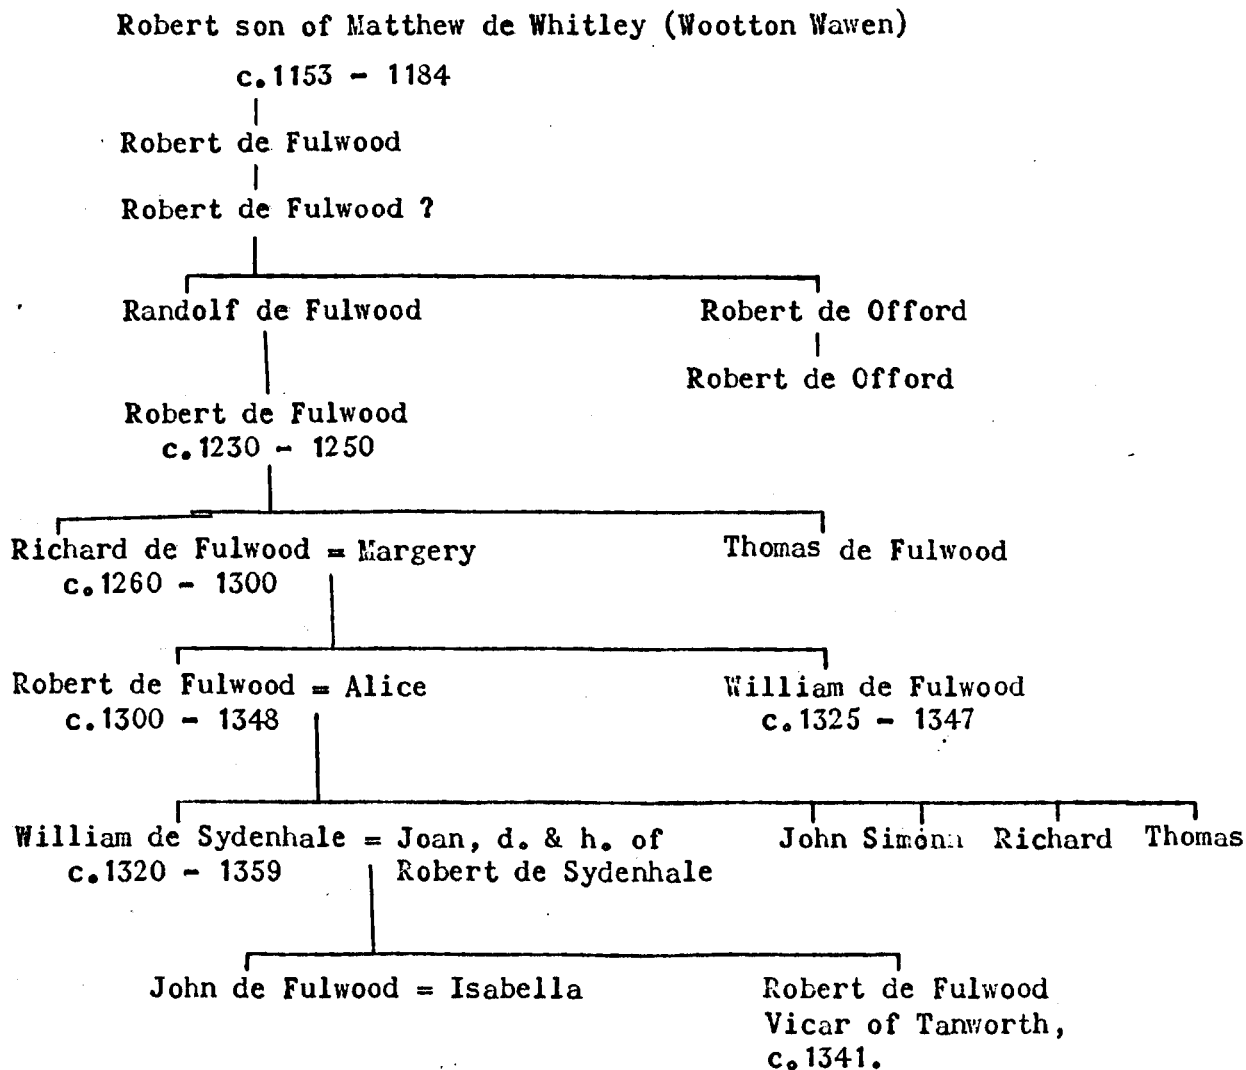 Robert son of Matthew de Whitley (Wootton Wawen)
c.1153 - 1184
Robert de Fulwood
Robert de Fulwood ?
Randolf de Fulwood Robert de Offord
Robert de Offord
Robert de Fulwood
c.1230 - 1250
Richard de Fulwood = Margery Thomas de Fulwood
c.1260 - 1300
Robert de Fulwood = Alice William de Fulwood
c.1300 - 1348 c.1325 - 1347
William de Sydenhale = Joan, d. & h. of John Simon Richard Thomas
c.1320 - 1359 Robert de Sydenhale
John de Fulwood = Isabella Robert de Fulwood
Vicar of Tanworth,
c.1341.